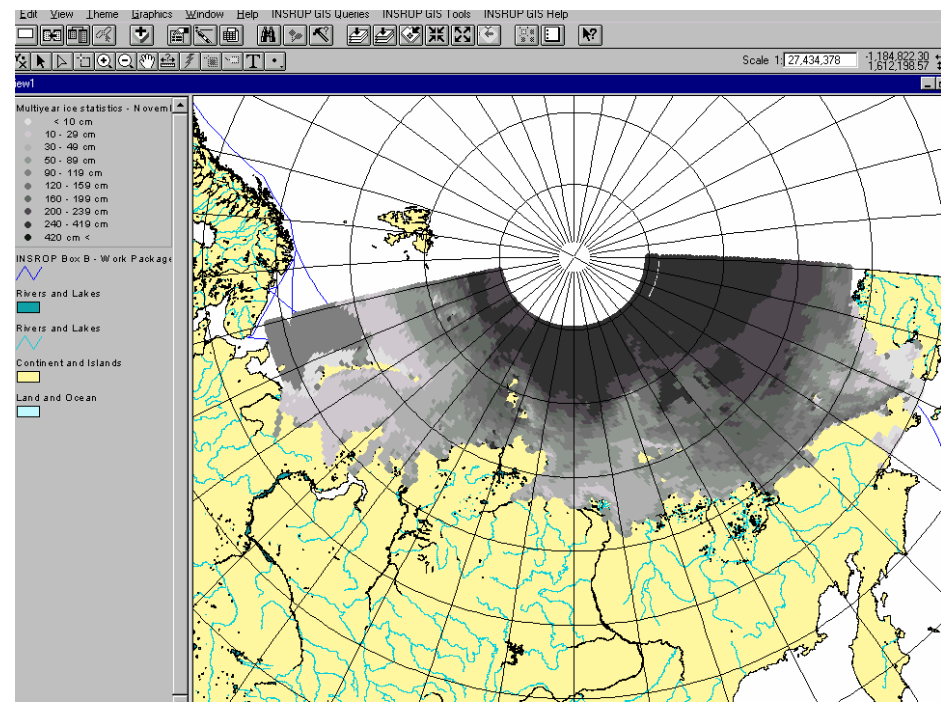 Edit View Theme Graphics Window Help INSROP GIS Queries INSROP GIS Tools INSROP GIS Help
Scale 1: 27,434,378
-1,184,822.30
1,612,198.57
iew1
Multiyear ice statistics - Novem
< 10 cm
10 - 29 cm
30 - 49 cm
50 - 89 cm
90 - 119 cm
120 - 159 cm
160 - 199 cm
200 - 239 cm
240 - 419 cm
420 cm <
INSROP Box B - Work Package
Rivers and Lakes
Rivers and Lakes
Continent and Islands
Land and Ocean